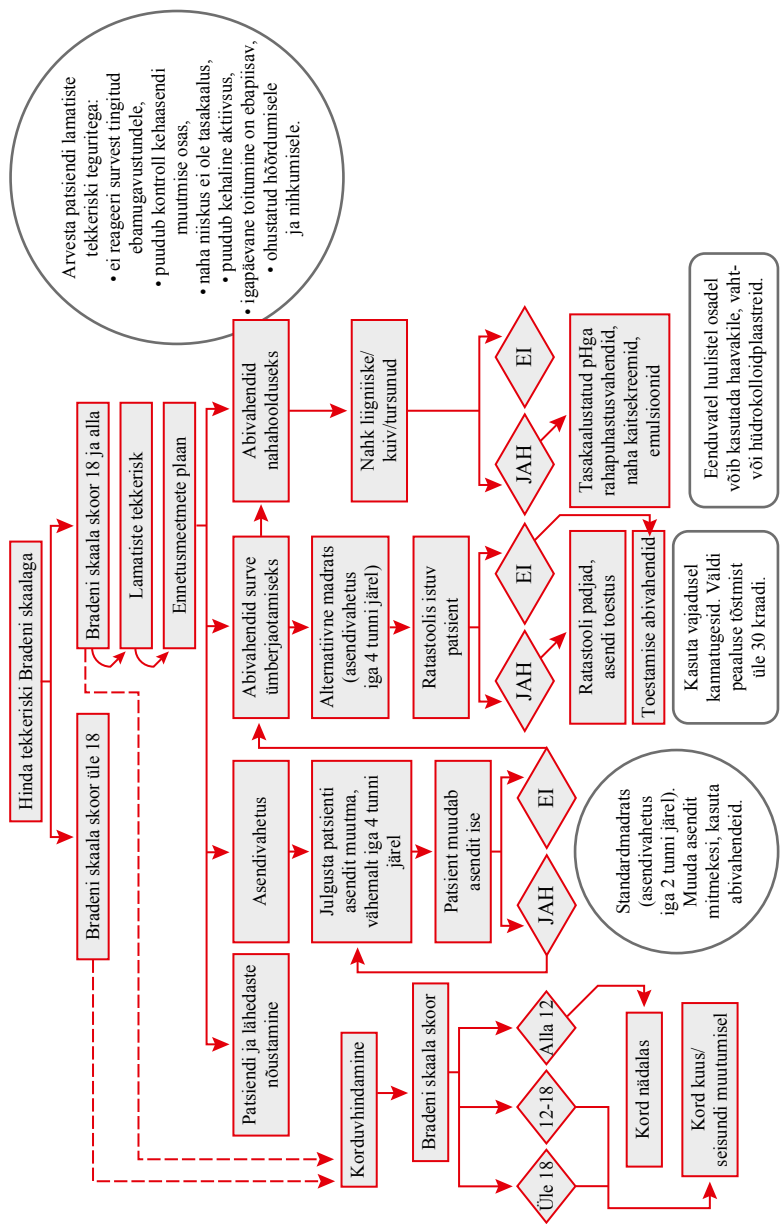 Hinda tekkeriski Bradeni skaalaga
Bradeni skaala skoor üle 18
Bradeni skaala skoor 18 ja alla
Lamatiste tekkerisk
Ennetusmeetmete plaan
Arvesta patsiendi lamatiste
tekkeriski teguritega:
• ei reageeri survest tingitud
ebamugavustundele,
• puudub kontroll kehaasendi
muutmise osas,
• naha niiskus ei ole tasakaalus,
• puudub kehaline aktiivsus,
• igapäevane toitumine on ebapiisav,
• ohustatud hõõrdumisele
ja nihkumisele.
Patsiendi ja lähedaste
nõustamine
Asendivahetus
Abivahendid surve
ümberjaotamiseks
Abivahendid
nahahoolduseks
Korduvhindamine
Bradeni skaala skoor
Üle 18
12-18
Alla 12
Kord nädalas
Kord kuus/
seisundi muutumisel
Julgusta patsienti
asendit muutma,
vähemalt iga 4 tunni
järel
Patsient muudab
asendit ise
JAH
EI
Standardmadrats
(asendivahetus
iga 2 tunni järel).
Muuda asendit
mitmekesi, kasuta
abivahendeid.
Alternatiivne madrats
(asendivahetus
iga 4 tunni järel)
Ratastoolis istuv
patsient
JAH
EI
Ratastooli padjad,
asendi toestus
Toestamise abivahendid
Kasuta vajadusel
kannatugesid. Väldi
peaaluse tõstmist
üle 30 kraadi.
Nahk liigniiske/
kuiv/tursunud
JAH
EI
Tasakaalustatud pHga
rahapuhastusvahendid,
naha kaitsekreemid,
emulsioonid
Eenduvatel luulistel osadel
võib kasutada haavakile, vaht-
või hüdrokolloidplaastreid.